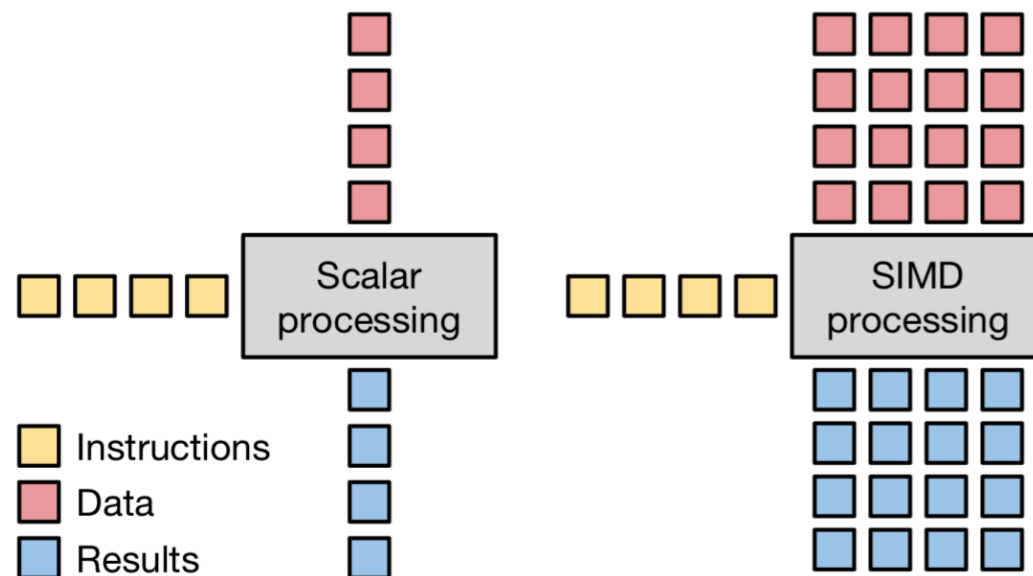 Scalar
processing
SIMD
processing
Instructions
Data
Results